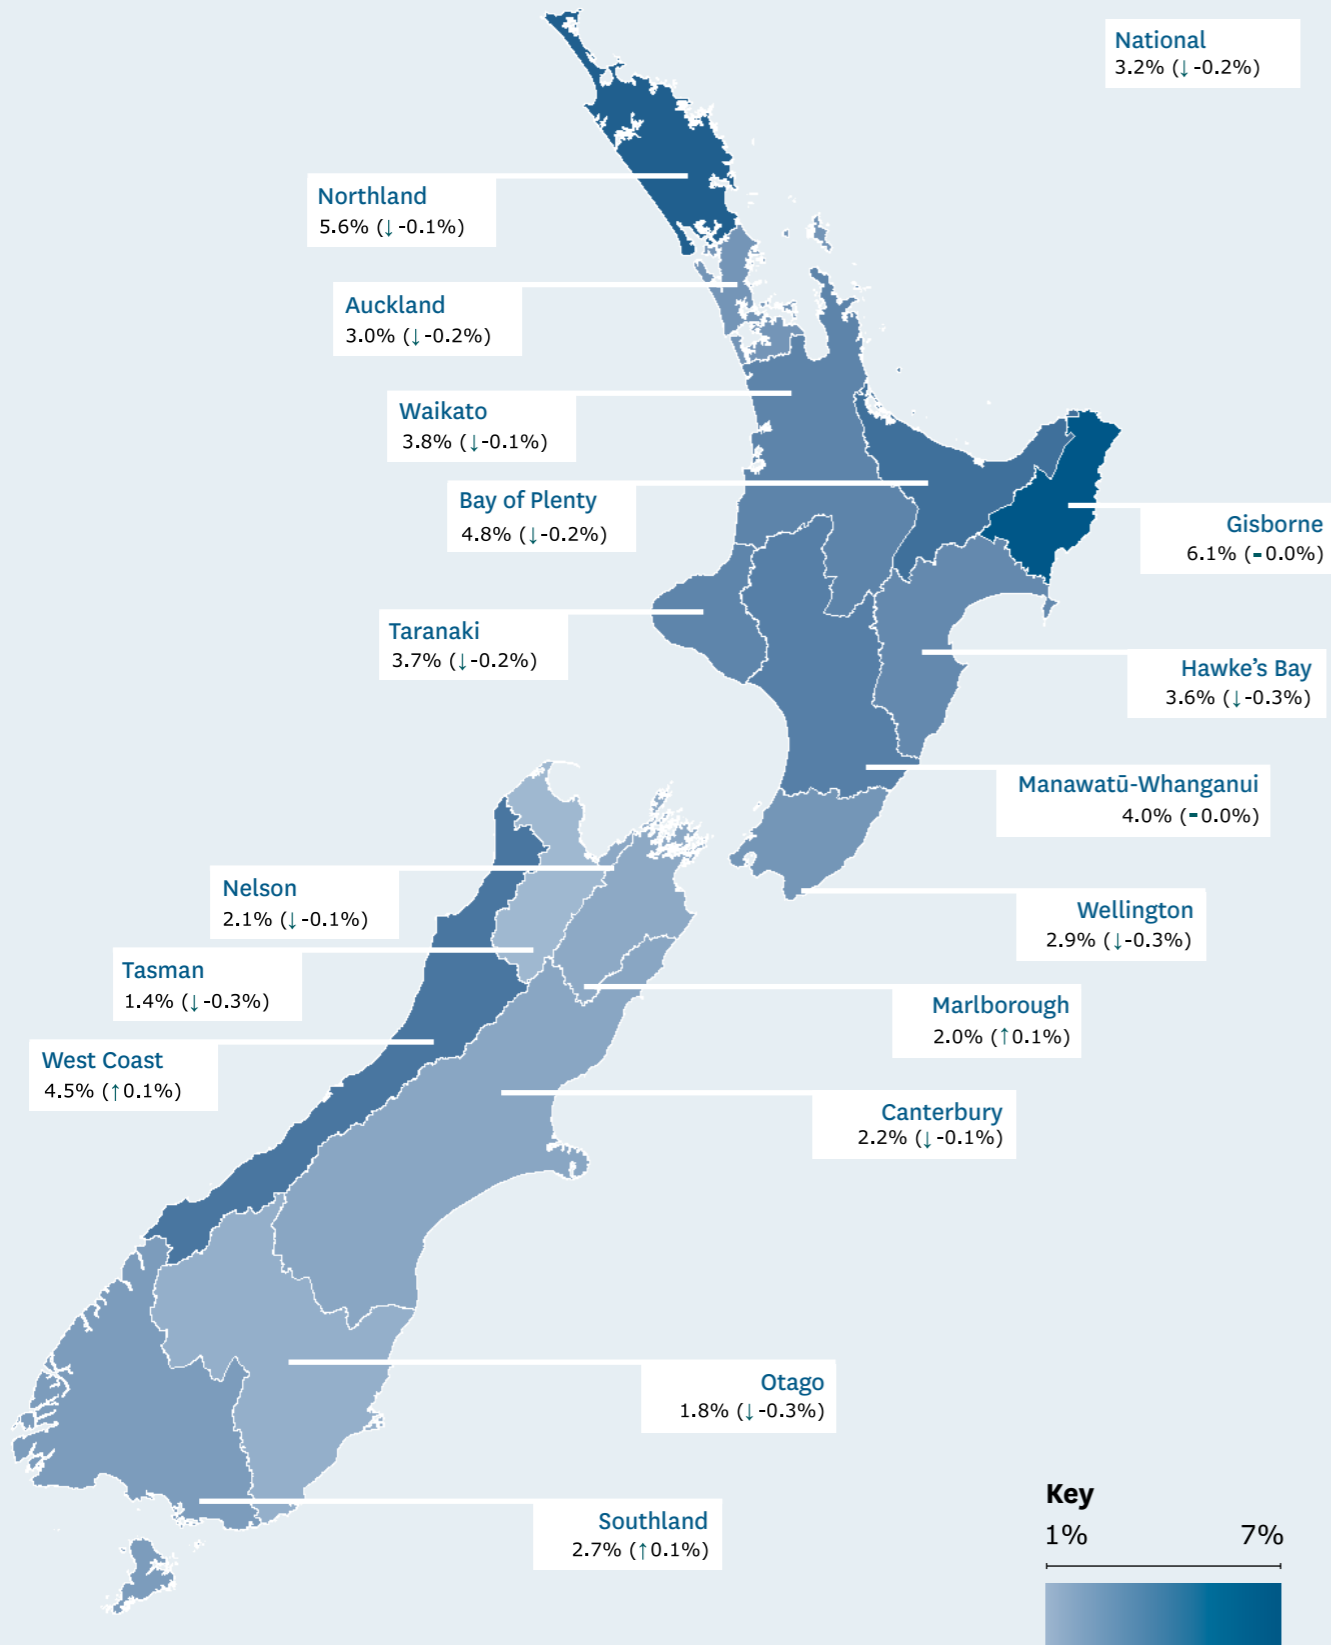 National
3.2% (↓-0.2%)
Northland
5.6% (↓-0.1%)
Auckland
3.0% (↓-0.2%)
Waikato
3.8% (↓-0.1%)
Bay of Plenty
4.8% (↓-0.2%)
Gisborne
6.1% (-0.0%)
Taranaki
3.7% (↓-0.2%)
Hawke’s Bay
3.6% (↓-0.3%)
Manawatū-Whanganui
4.0% (-0.0%)
Nelson
2.1% (↓-0.1%)
Wellington
2.9% (↓-0.3%)
Tasman
1.4% (↓-0.3%)
Marlborough
2.0% (↑0.1%)
West Coast
4.5% (↑0.1%)
Canterbury
2.2% (↓-0.1%)
Otago
1.8% (↓-0.3%)
Southland
2.7% (↑0.1%)
Key
1% 7%